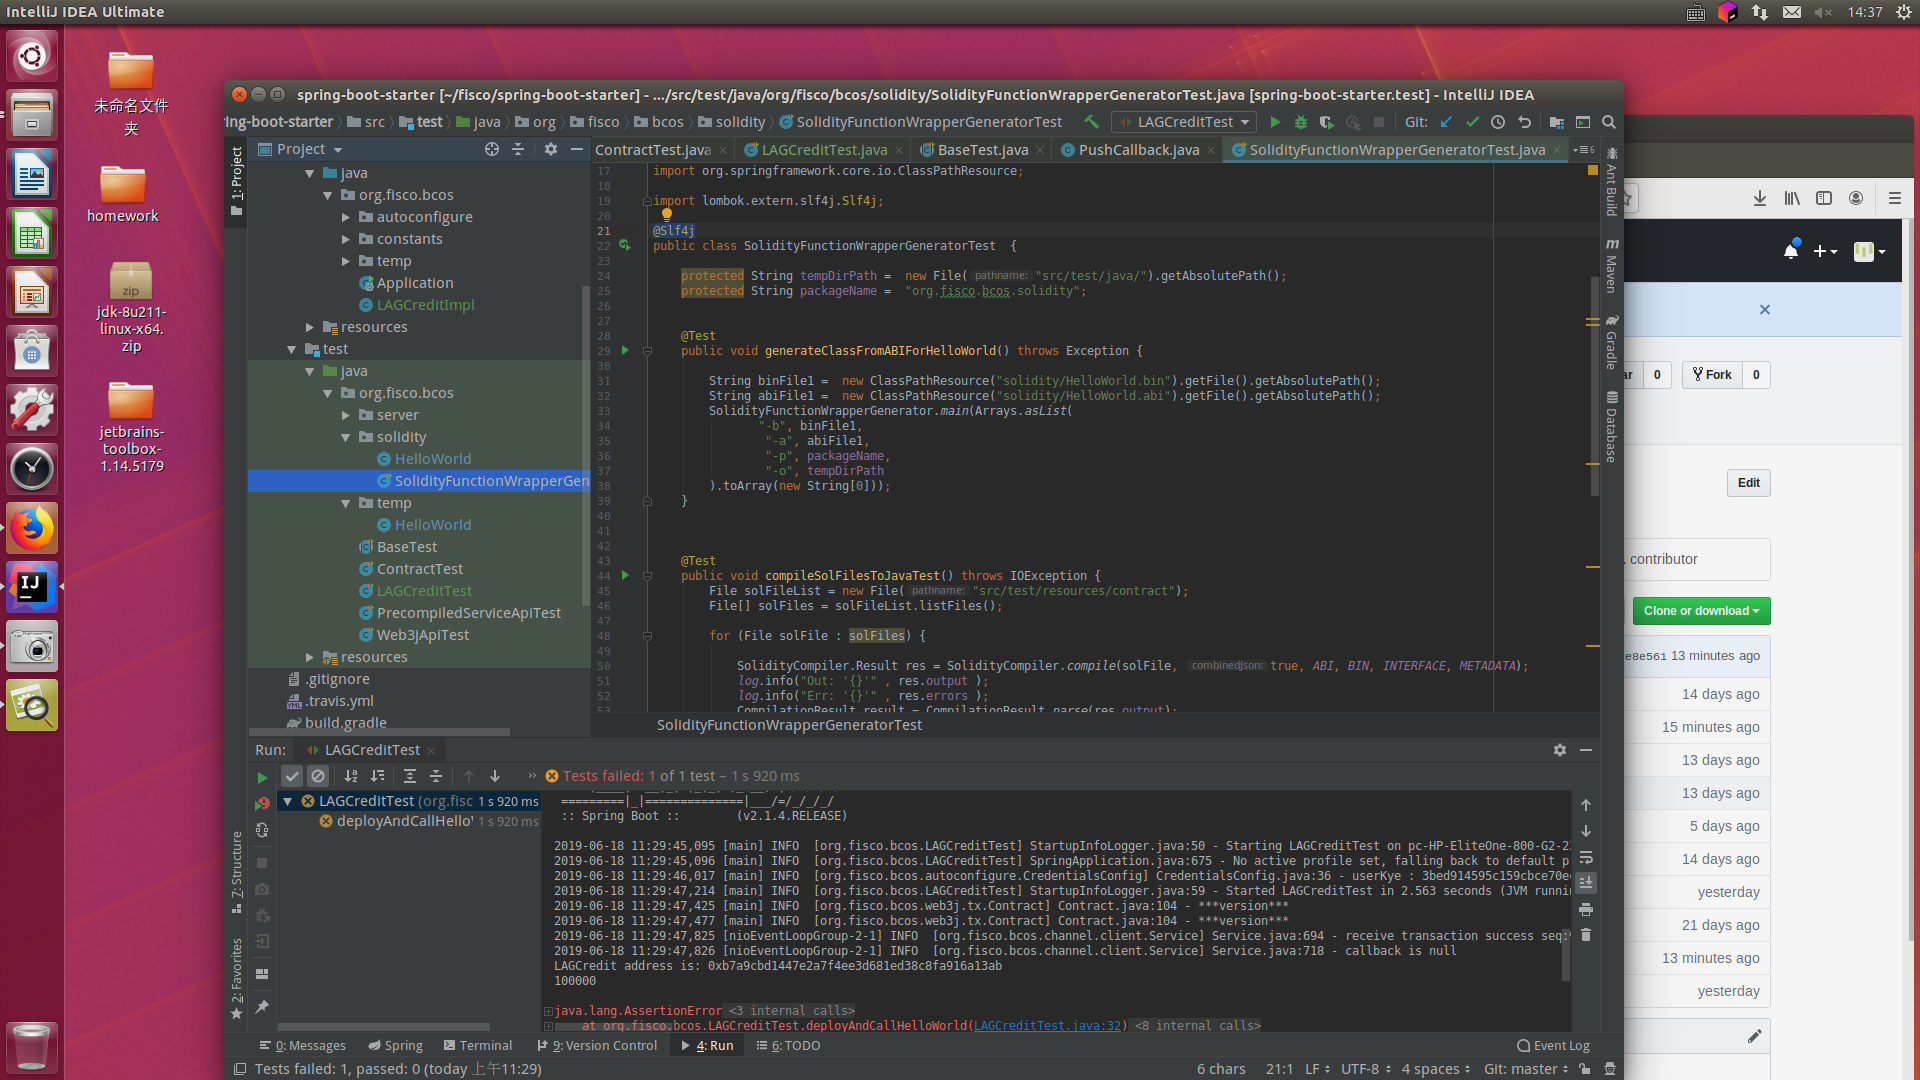 IntelliJ IDEA Ultimate
14:37
未命名文件
夹
homework
zip
jdk-8u211-
linux-x64.
zip
jetbrains-
toolbox-
1.14.5179
spring-boot-starter [~/fisco/spring-boot-starter] - .../src/test/java/org/fisco/bcos/solidity/SolidityFunctionWrapperGeneratorTest.java [spring-boot-starter.test] - IntelliJ IDEA
ing-boot-starter src test java org fisco bcos solidity SolidityFunctionWrapperGeneratorTest LAGCreditTest Git:
1: Project
Project
ContractTest.java LAGCreditTest.java BaseTest.java PushCallback.java SolidityFunctionWrapperGeneratorTest.java
java
org.fisco.bcos
autoconfigure
constants
temp
Application
LAGCreditImpl
resources
test
java
org.fisco.bcos
server
solidity
HelloWorld
SolidityFunctionWrapperGen
temp
HelloWorld
BaseTest
ContractTest
LAGCreditTest
PrecompiledServiceApiTest
Web3jApiTest
resources
.gitignore
.travis.yml
build.gradle
17 import org.springframework.core.io.ClassPathResource;
18
19 import lombok.extern.slf4j.Slf4j;
20
21 @Slf4j
22 public class SolidityFunctionWrapperGeneratorTest {
23
24 protected String tempDirPath = new File( pathname: "src/test/java/").getAbsolutePath();
25 protected String packageName = "org.fisco.bcos.solidity";
26
27
28 @Test
29 public void generateClassFromABIForHelloWorld() throws Exception {
30
31 String binFile1 = new ClassPathResource("solidity/HelloWorld.bin").getFile().getAbsolutePath();
32 String abiFile1 = new ClassPathResource("solidity/HelloWorld.abi").getFile().getAbsolutePath();
33 SolidityFunctionWrapperGenerator.main(Arrays.asList(
34 "-b", binFile1,
35 "-a", abiFile1,
36 "-p", packageName,
37 "-o", tempDirPath
38 ).toArray(new String[0]));
39 }
40
41
42
43 @Test
44 public void compileSolFilesToJavaTest() throws IOException {
45 File solFileList = new File( pathname: "src/test/resources/contract");
46 File[] solFiles = solFileList.listFiles();
47
48 for (File solFile : solFiles) {
49
50 SolidityCompiler.Result res = SolidityCompiler.compile(solFile, combinedJson: true, ABI, BIN, INTERFACE, METADATA);
51 log.info("Out: '{}'" , res.output );
52 log.info("Err: '{}'" , res.errors );
53 CompilationResult result = CompilationResult.parse(res.output);
SolidityFunctionWrapperGeneratorTest
Ant Build
Maven
Gradle
Database
0
Fork 0
Edit
contributor
Clone or download
e8e561 13 minutes ago
14 days ago
15 minutes ago
13 days ago
13 days ago
5 days ago
14 days ago
yesterday
21 days ago
13 minutes ago
yesterday
Run: LAGCreditTest
Tests failed: 1 of 1 test – 1 s 920 ms
LAGCreditTest (org.fisc 1 s 920 ms
deployAndCallHello 1 s 920 ms
7: Structure
2: Favorites
=========|_|==============|___/=/_/_/_/
:: Spring Boot :: (v2.1.4.RELEASE)
2019-06-18 11:29:45,095 [main] INFO [org.fisco.bcos.LAGCreditTest] StartupInfoLogger.java:50 - Starting LAGCreditTest on pc-HP-EliteOne-800-G2-23
2019-06-18 11:29:45,096 [main] INFO [org.fisco.bcos.LAGCreditTest] SpringApplication.java:675 - No active profile set, falling back to default p
2019-06-18 11:29:46,017 [main] INFO [org.fisco.bcos.autoconfigure.CredentialsConfig] CredentialsConfig.java:36 - userKye : 3bed914595c159cbce70ec
2019-06-18 11:29:47,214 [main] INFO [org.fisco.bcos.LAGCreditTest] StartupInfoLogger.java:59 - Started LAGCreditTest in 2.563 seconds (JVM runnin
2019-06-18 11:29:47,425 [main] INFO [org.fisco.bcos.web3j.tx.Contract] Contract.java:104 - ***version***
2019-06-18 11:29:47,477 [main] INFO [org.fisco.bcos.web3j.tx.Contract] Contract.java:104 - ***version***
2019-06-18 11:29:47,825 [nioEventLoopGroup-2-1] INFO [org.fisco.bcos.channel.client.Service] Service.java:694 - receive transaction success seq:
2019-06-18 11:29:47,826 [nioEventLoopGroup-2-1] INFO [org.fisco.bcos.channel.client.Service] Service.java:718 - callback is null
LAGCredit address is: 0xb7a9cbd1447e2a7f4ee3d681ed38c8fa916a13ab
100000
java.lang.AssertionError <3 internal calls>
at org.fisco.bcos.LAGCreditTest.deployAndCallHelloWorld(LAGCreditTest.java:32) <8 internal calls>
0: Messages Spring Terminal 9: Version Control 4: Run 6: TODO Event Log
Tests failed: 1, passed: 0 (today 上午11:29) 6 chars 21:1 LF UTF-8 4 spaces Git: master